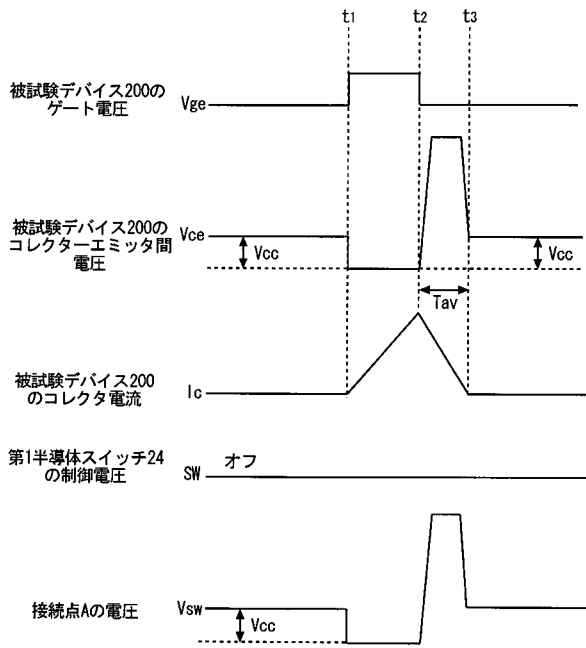 t1 t2 t3
被試験デバイス200の
ゲート電圧
Vge
被試験デバイス200の
コレクターエミッタ間
電圧
Vce
Vcc
Vcc
Tav
被試験デバイス200
のコレクタ電流
Ic
第1半導体スイッチ24
の制御電圧
SW
オフ
接続点Aの電圧
Vsw
Vcc